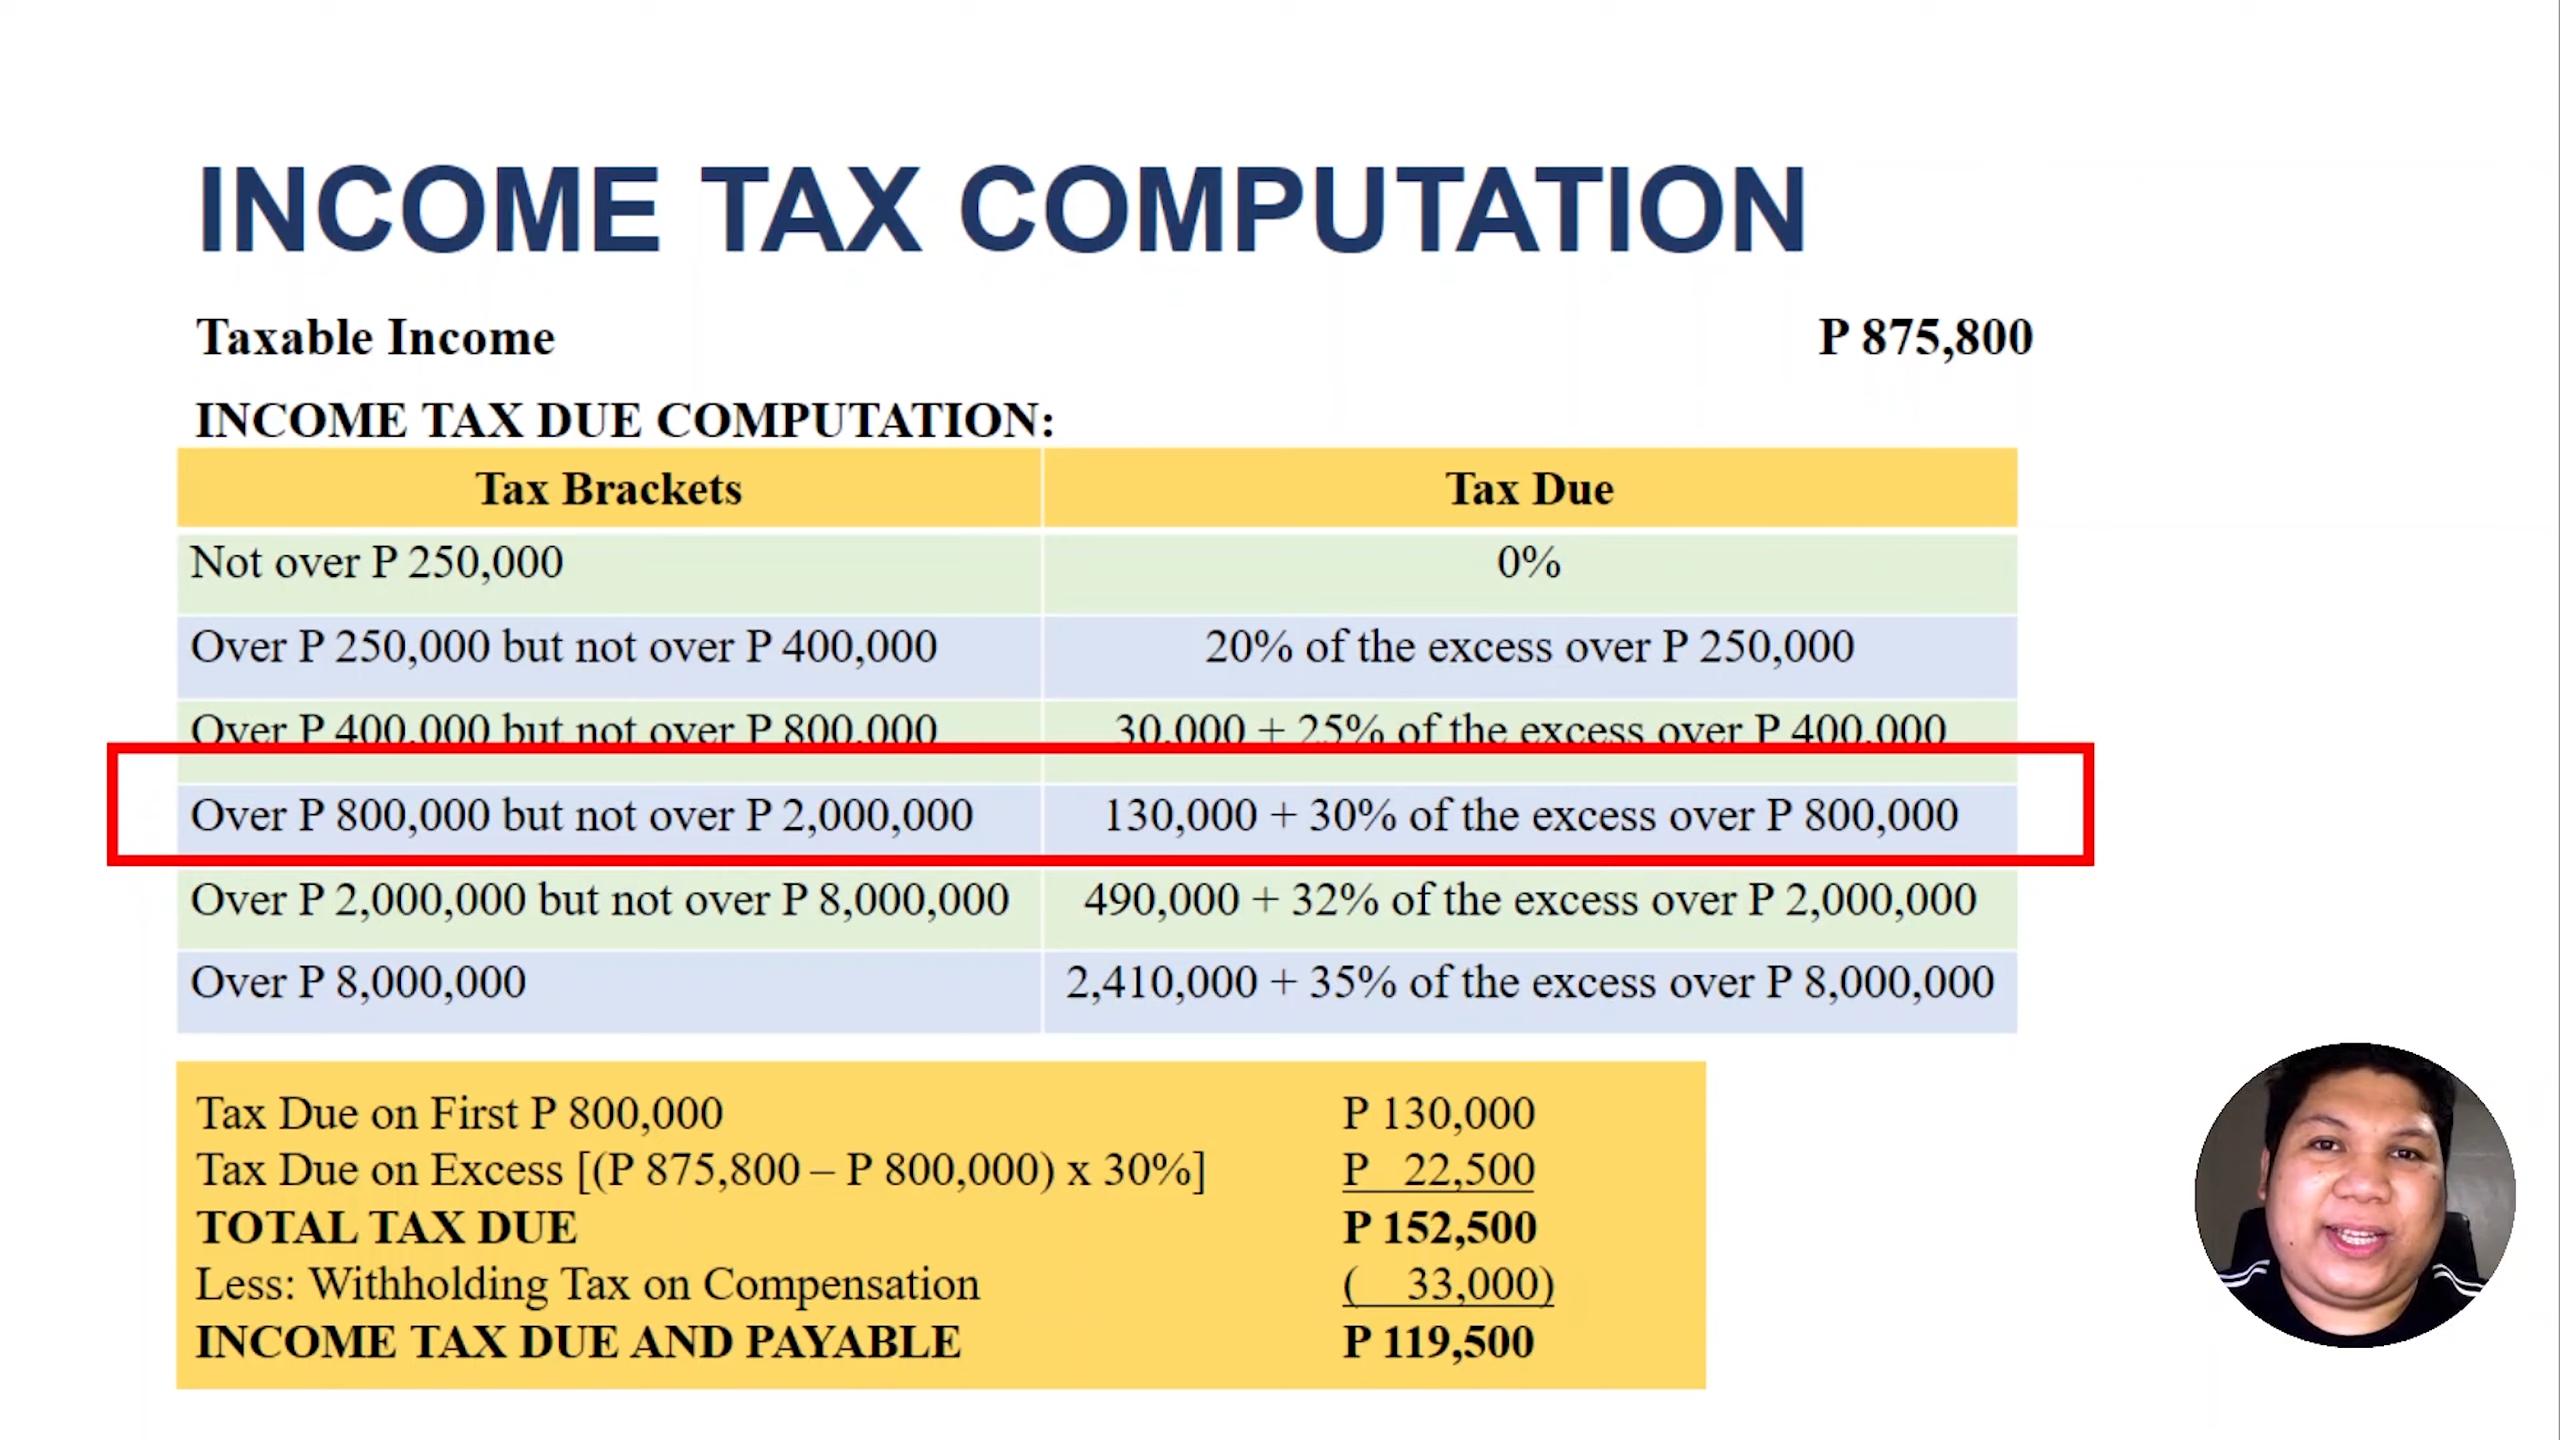 INCOME TAX COMPUTATION
Taxable Income P 875,800
INCOME TAX DUE COMPUTATION:
Tax Brackets Tax Due
Not over P 250,000 0%
Over P 250,000 but not over P 400,000 20% of the excess over P 250,000
Over P 400,000 but not over P 800,000 30,000 + 25% of the excess over P 400,000
Over P 800,000 but not over P 2,000,000 130,000 + 30% of the excess over P 800,000
Over P 2,000,000 but not over P 8,000,000 490,000 + 32% of the excess over P 2,000,000
Over P 8,000,000 2,410,000 + 35% of the excess over P 8,000,000
Tax Due on First P 800,000 P 130,000
Tax Due on Excess [(P 875,800 – P 800,000) x 30%] P 22,500
TOTAL TAX DUE P 152,500
Less: Withholding Tax on Compensation ( 33,000)
INCOME TAX DUE AND PAYABLE P 119,500